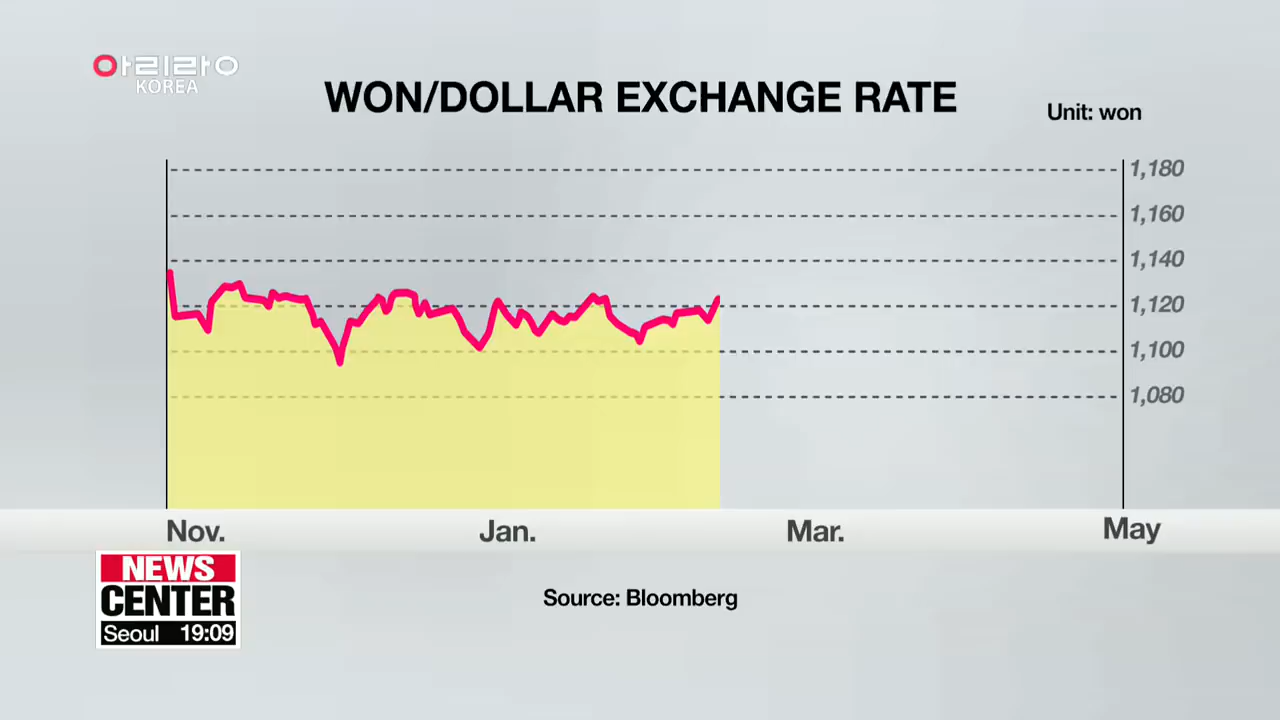 아리랑
KOREA
WON/DOLLAR EXCHANGE RATE
Unit: won
1,180
1,160
1,140
1,120
1,100
1,080
Nov. Jan. Mar. May
NEWS
CENTER
Seoul 19:09
Source: Bloomberg